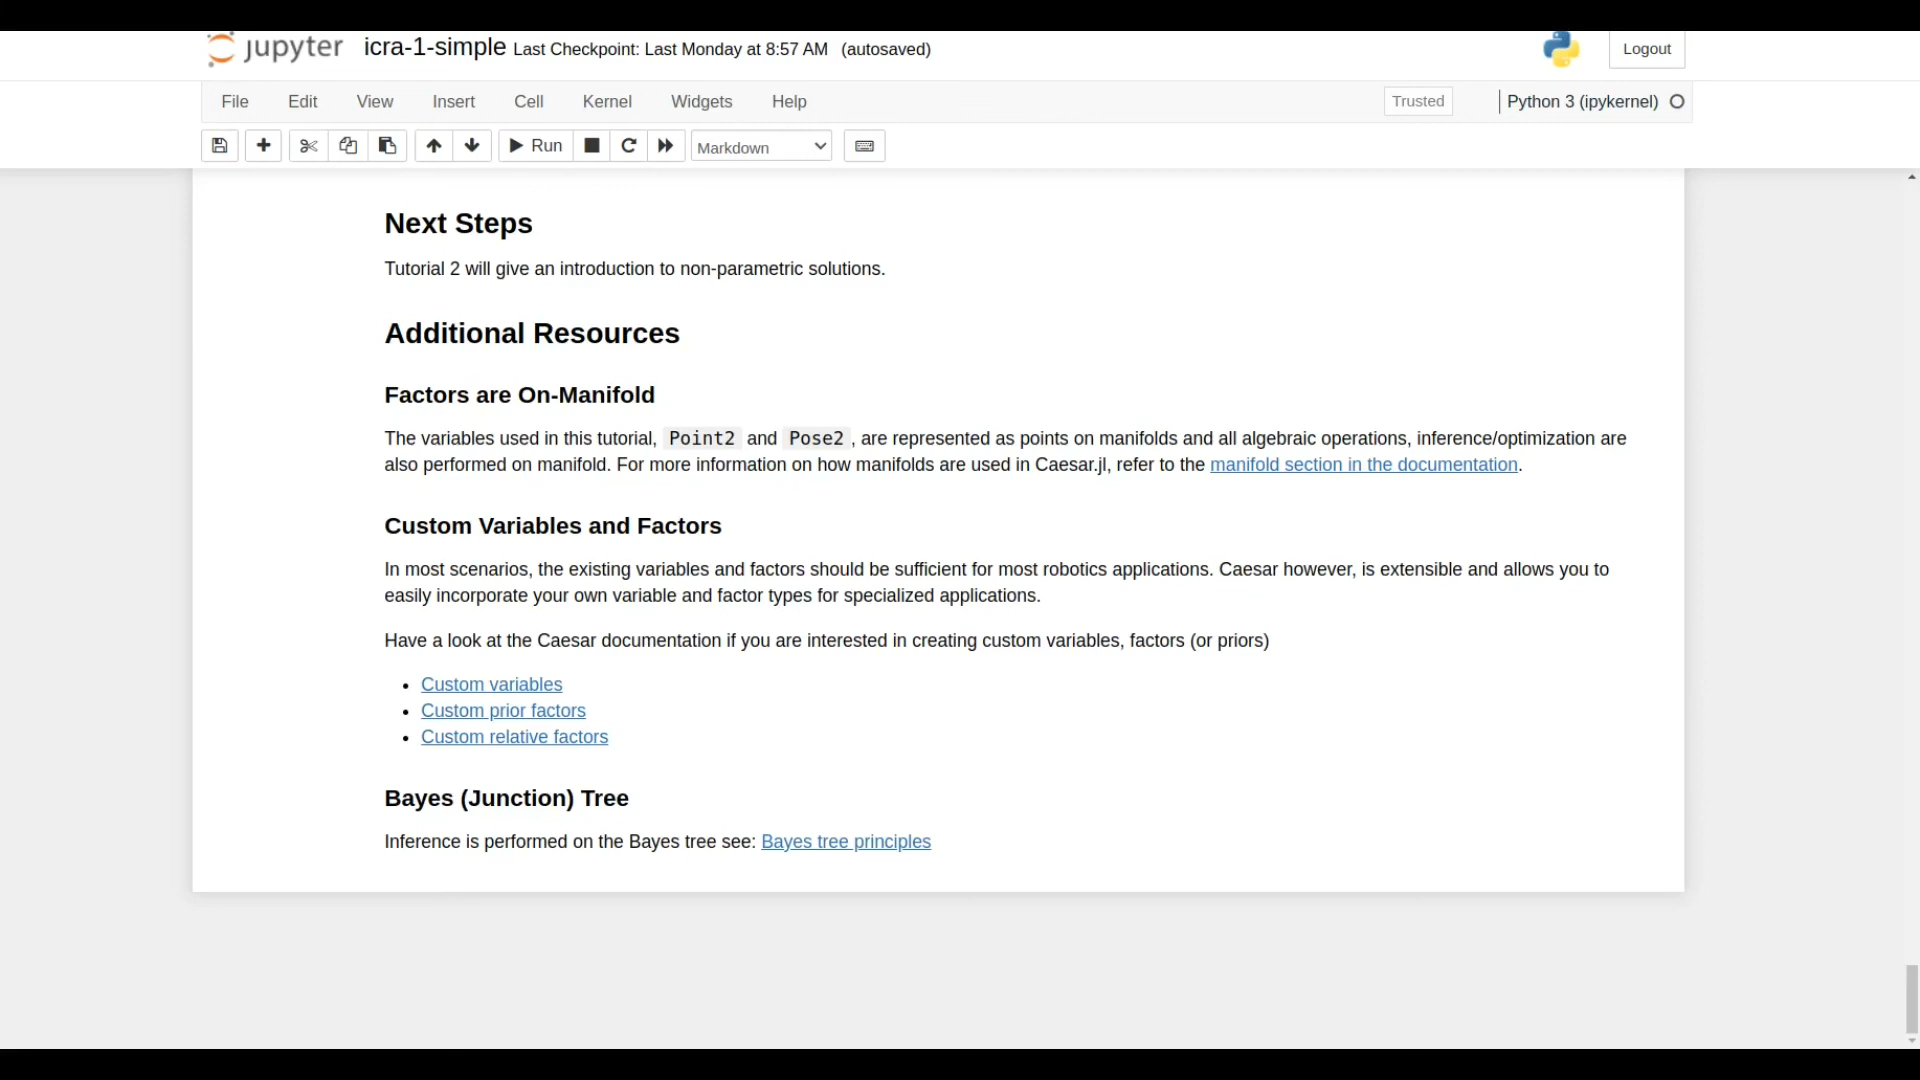 jupyter icra-1-simple Last Checkpoint: Last Monday at 8:57 AM (autosaved) Logout
File Edit View Insert Cell Kernel Widgets Help Trusted Python 3 (ipykernel)
Run Markdown
Next Steps
Tutorial 2 will give an introduction to non-parametric solutions.
Additional Resources
Factors are On-Manifold
The variables used in this tutorial, Point2 and Pose2, are represented as points on manifolds and all algebraic operations, inference/optimization are
also performed on manifold. For more information on how manifolds are used in Caesar.jl, refer to the manifold section in the documentation.
Custom Variables and Factors
In most scenarios, the existing variables and factors should be sufficient for most robotics applications. Caesar however, is extensible and allows you to
easily incorporate your own variable and factor types for specialized applications.
Have a look at the Caesar documentation if you are interested in creating custom variables, factors (or priors)
• Custom variables
• Custom prior factors
• Custom relative factors
Bayes (Junction) Tree
Inference is performed on the Bayes tree see: Bayes tree principles